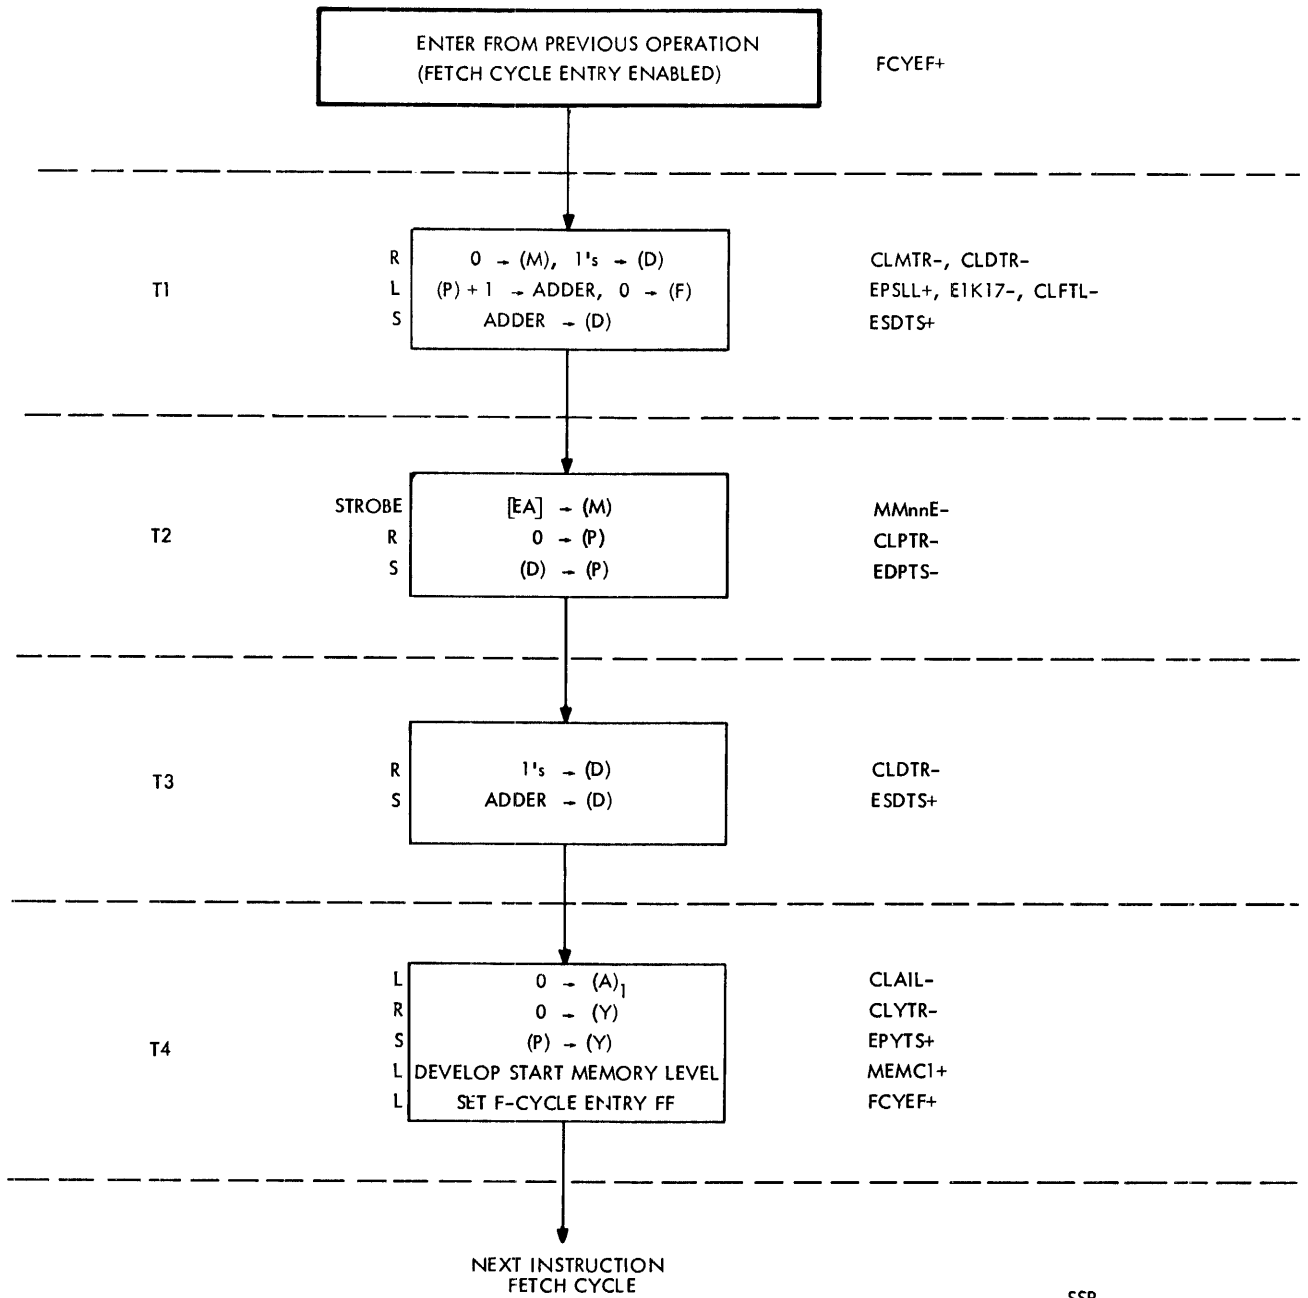 ENTER FROM PREVIOUS OPERATION
(FETCH CYCLE ENTRY ENABLED)
FCYEF+
T1
R 0 → (M), 1's → (D) CLMTR-, CLDTR-
L (P) + 1 → ADDER, 0 → (F) EPSLL+, E1K17-, CLFTL-
S ADDER → (D) ESDTS+
T2
STROBE [EA] → (M) MMnnE-
R 0 → (P) CLPTR-
S (D) → (P) EDPTS-
T3
R 1's → (D) CLDTR-
S ADDER → (D) ESDTS+
T4
L 0 → (A)1 CLAIL-
R 0 → (Y) CLYTR-
S (P) → (Y) EPYTS+
L DEVELOP START MEMORY LEVEL MEMC1+
L SET F-CYCLE ENTRY FF FCYEF+
NEXT INSTRUCTION
FETCH CYCLE